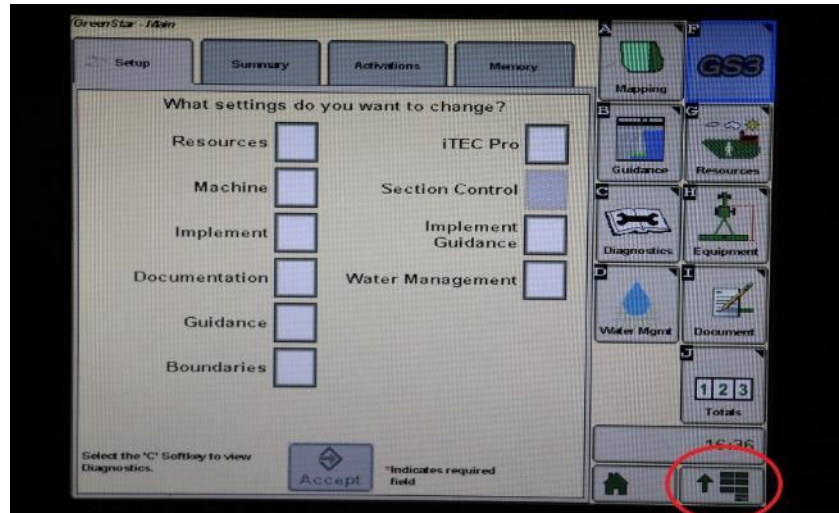 GreenStar - Main
Setup
Summary
Activations
Memory
What settings do you want to change?
Resources
Machine
Implement
Documentation
Guidance
Boundaries
iTEC Pro
Section Control
Implement
Guidance
Water Management
Select the 'C' Softkey to view
Diagnostics.
Accept
*Indicates required
field
A
Mapping
F
GS3
B
Guidance
G
Resources
C
Diagnostics
H
Equipment
D
Water Mgmt
I
Document
J
1 2 3
Totals
16:36